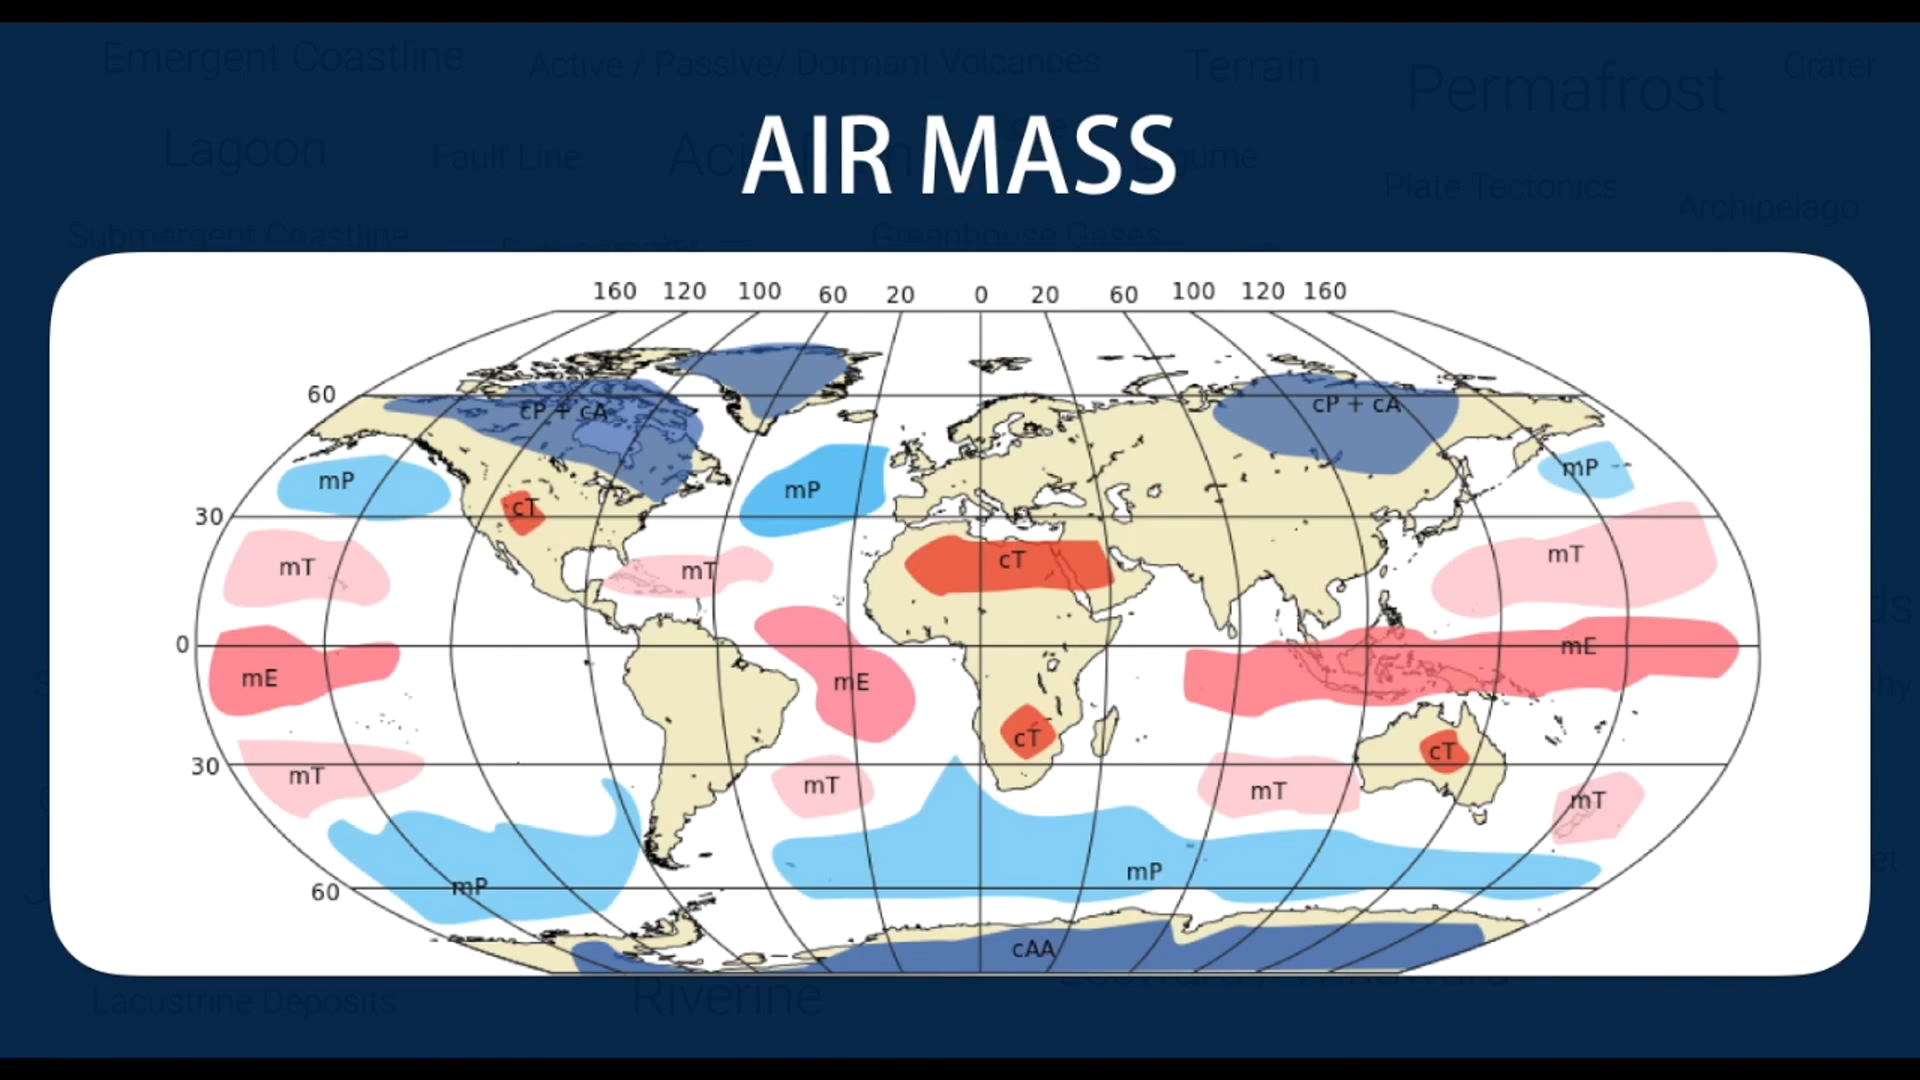 Emergent Coastline Active / Passive/ Dormant Volcanoes Terrain Permafrost Crater
Lagoon Fault Line
AIR MASS
Plate Tectonics Archipelago
Submargent Coastline Greenhouse Gases
160 120 100 60 20 0 20 60 100 120 160
60 cP + cA cP + cA
mP mP mP
30 cT
mT mT cT mT
0 mE mE mE
cT cT
30 mT mT mT mT
60 mP mP
cAA
Lacustrine Deposits Riverine